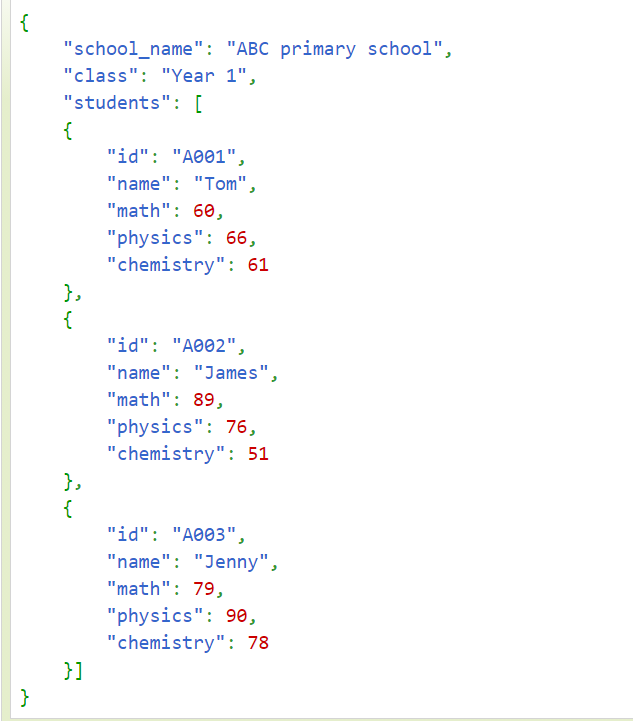 {
    "school_name": "ABC primary school",
    "class": "Year 1",
    "students": [
    {
        "id": "A001",
        "name": "Tom",
        "math": 60,
        "physics": 66,
        "chemistry": 61
    },
    {
        "id": "A002",
        "name": "James",
        "math": 89,
        "physics": 76,
        "chemistry": 51
    },
    {
        "id": "A003",
        "name": "Jenny",
        "math": 79,
        "physics": 90,
        "chemistry": 78
    }]
}